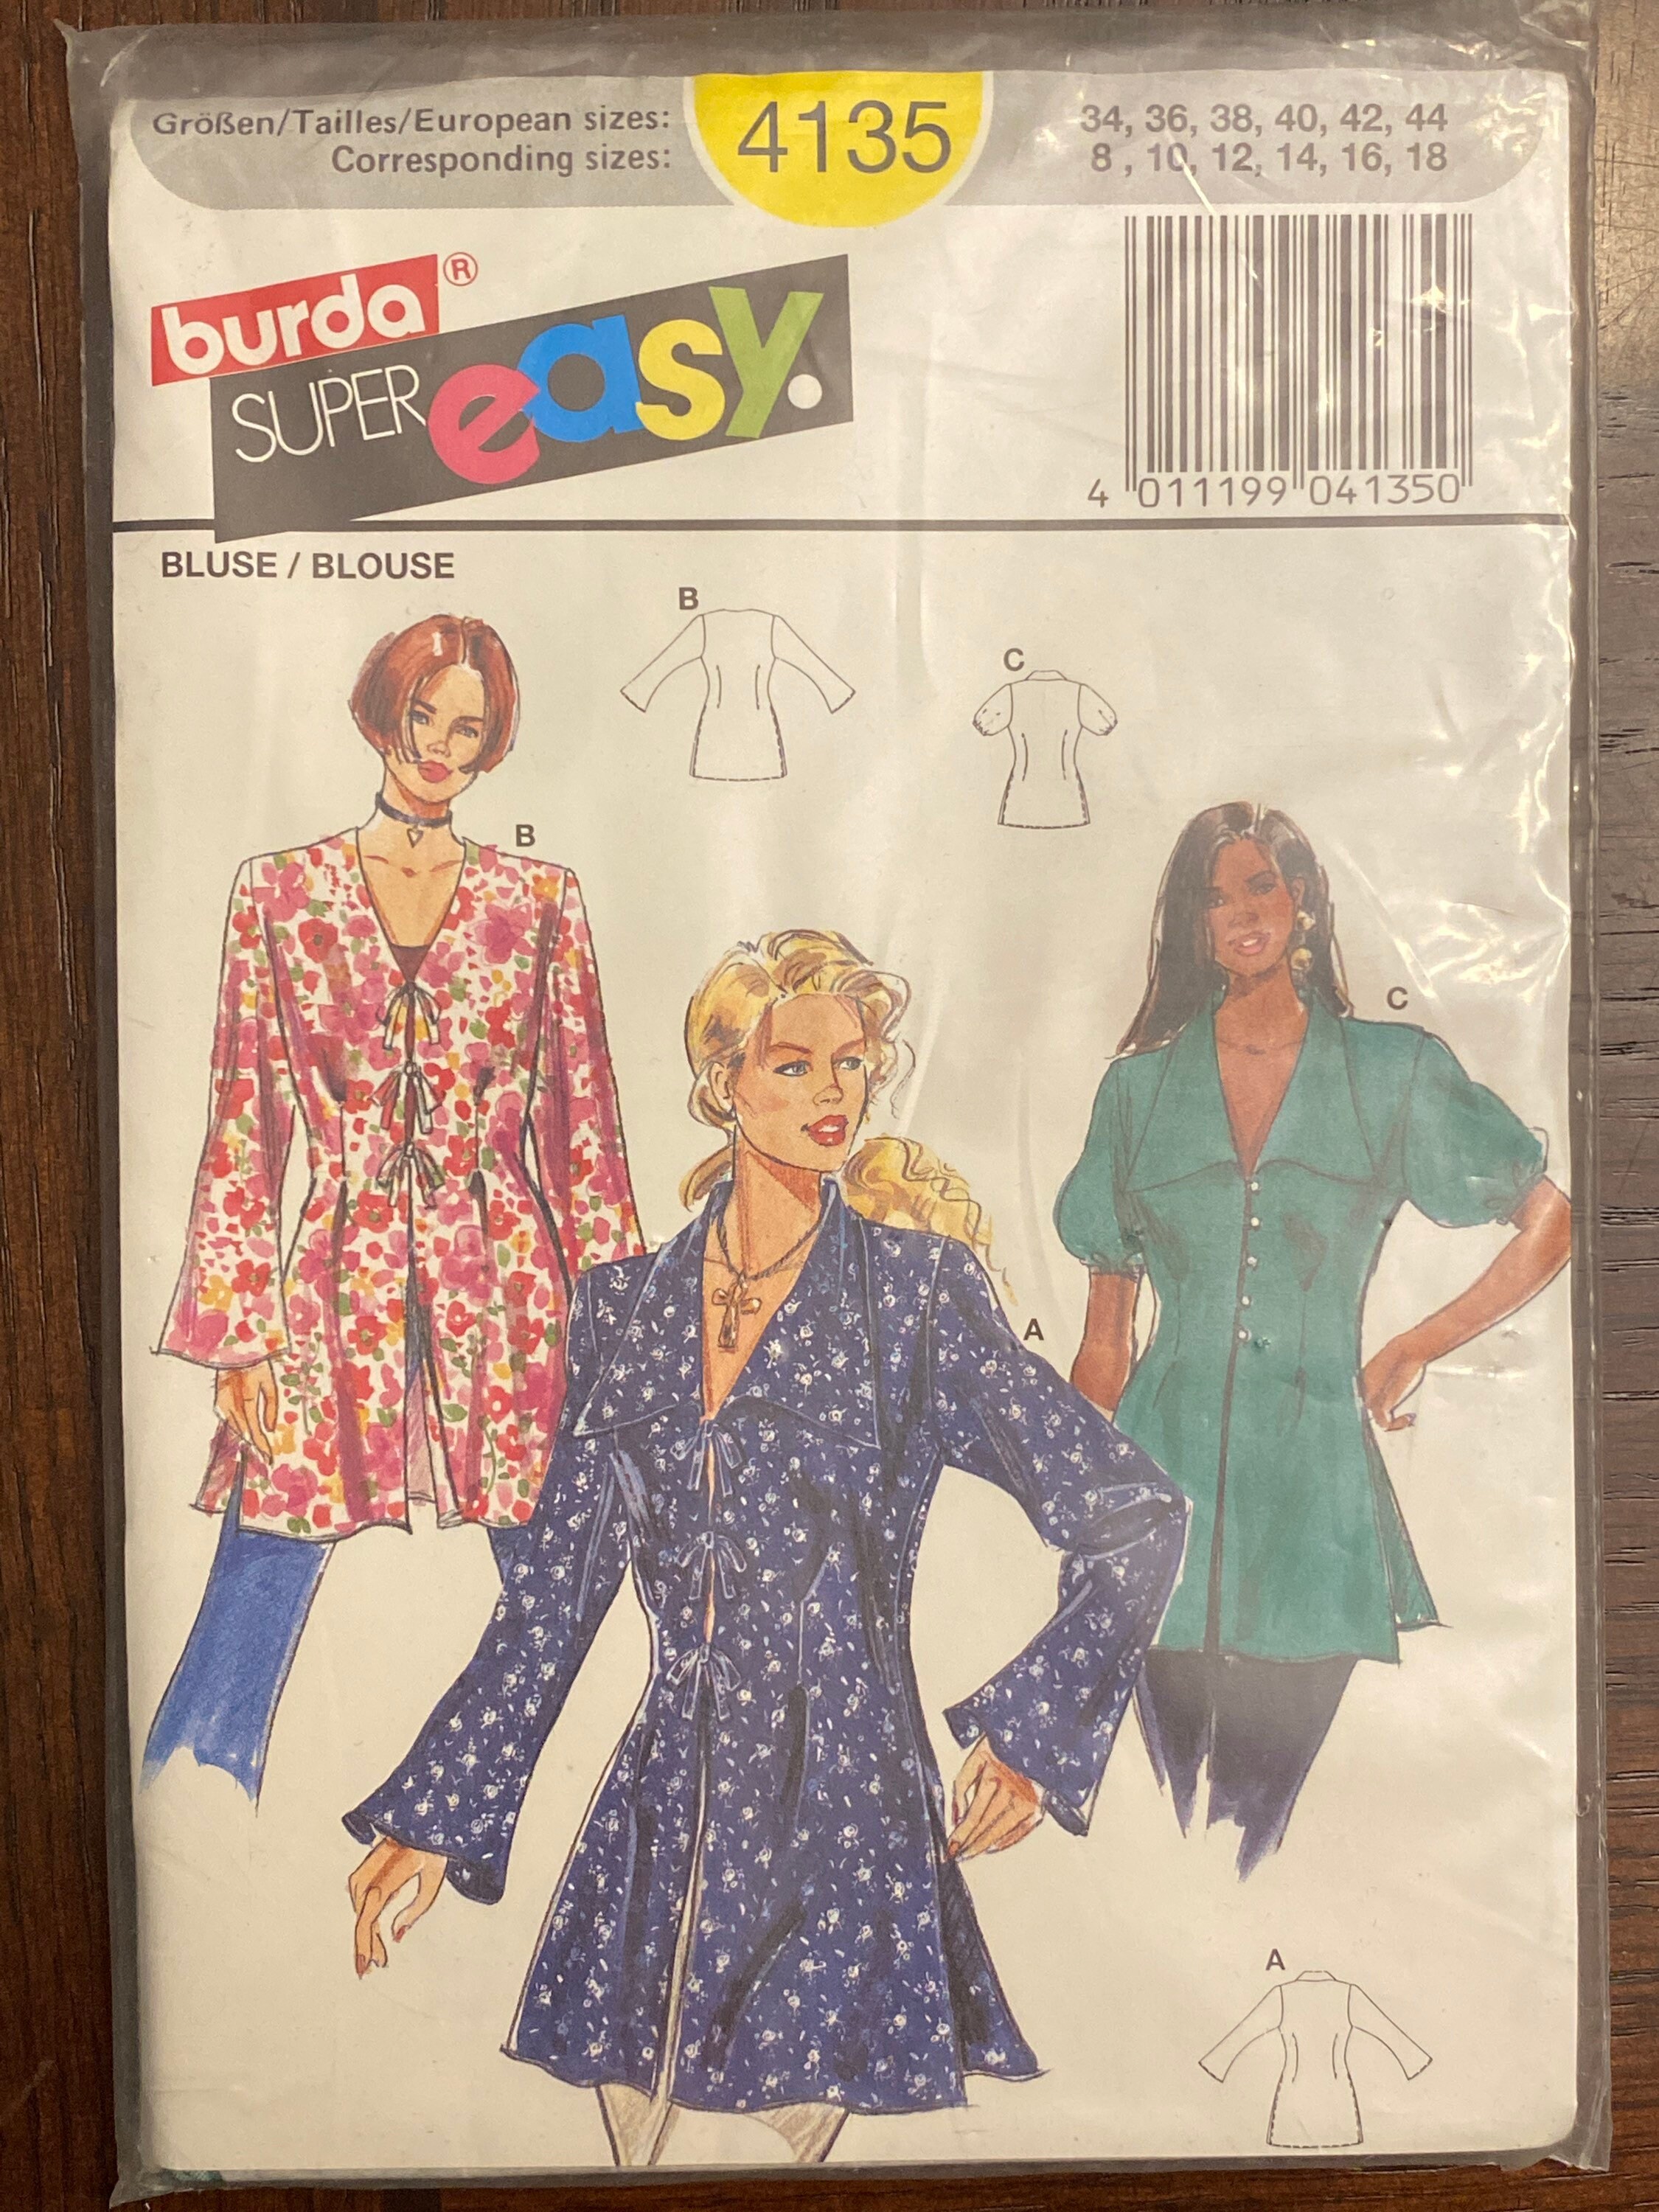 Größen/Tailles/European sizes:
Corresponding sizes:
4135
34, 36, 38, 40, 42, 44
8 , 10, 12, 14, 16, 18
burda®
SUPER easy.
4 011199 041350
BLUSE / BLOUSE
B
C
B
C
A
A